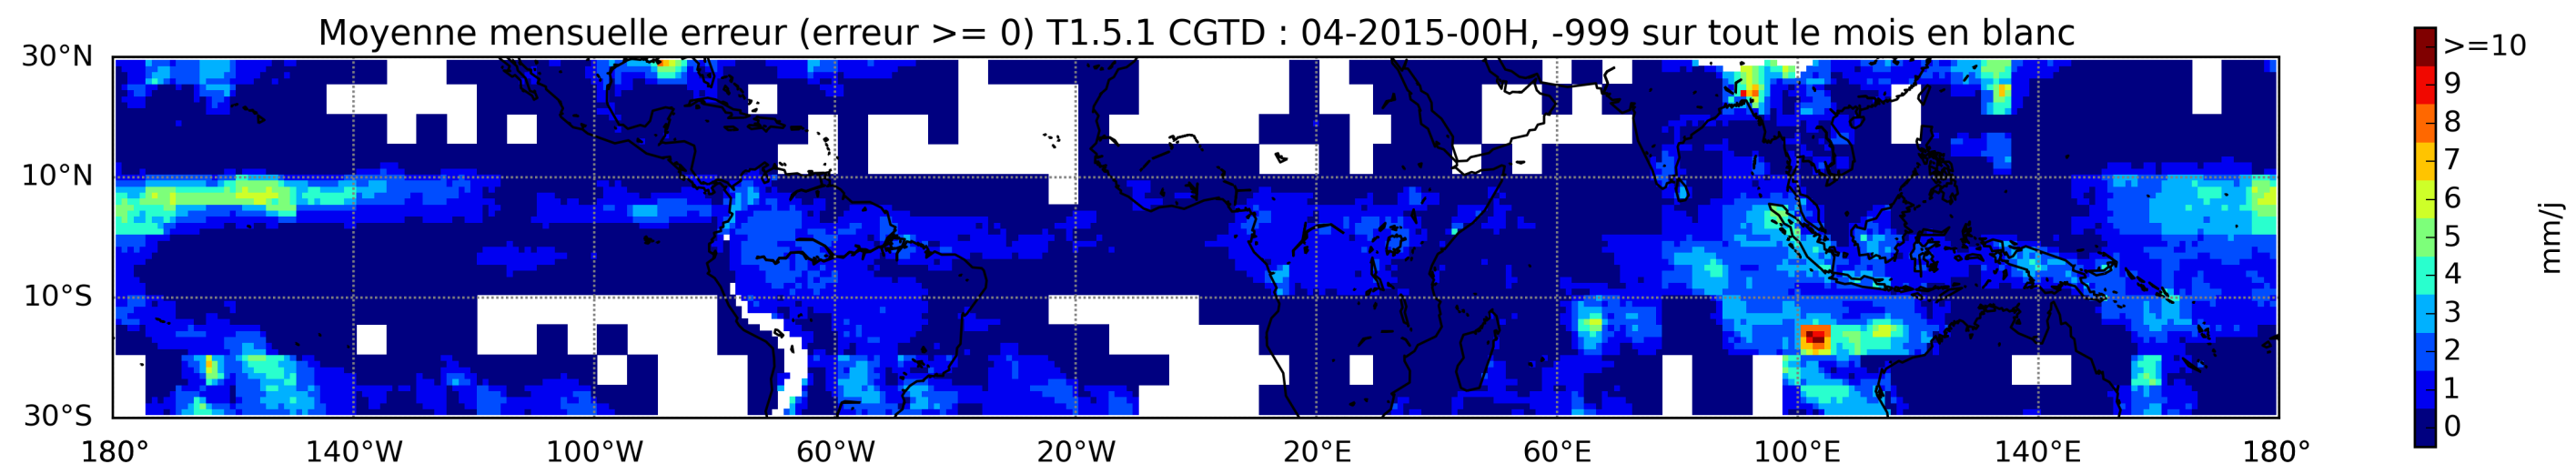 Moyenne mensuelle erreur (erreur >= 0) T1.5.1 CGTD : 04-2015-00H, -999 sur tout le mois en blanc
30°N
10°N
10°S
30°S
180° 140°W 100°W 60°W 20°W 20°E 60°E 100°E 140°E 180°
>=10
9
8
7
6
5
4
3
2
1
0
mm/j